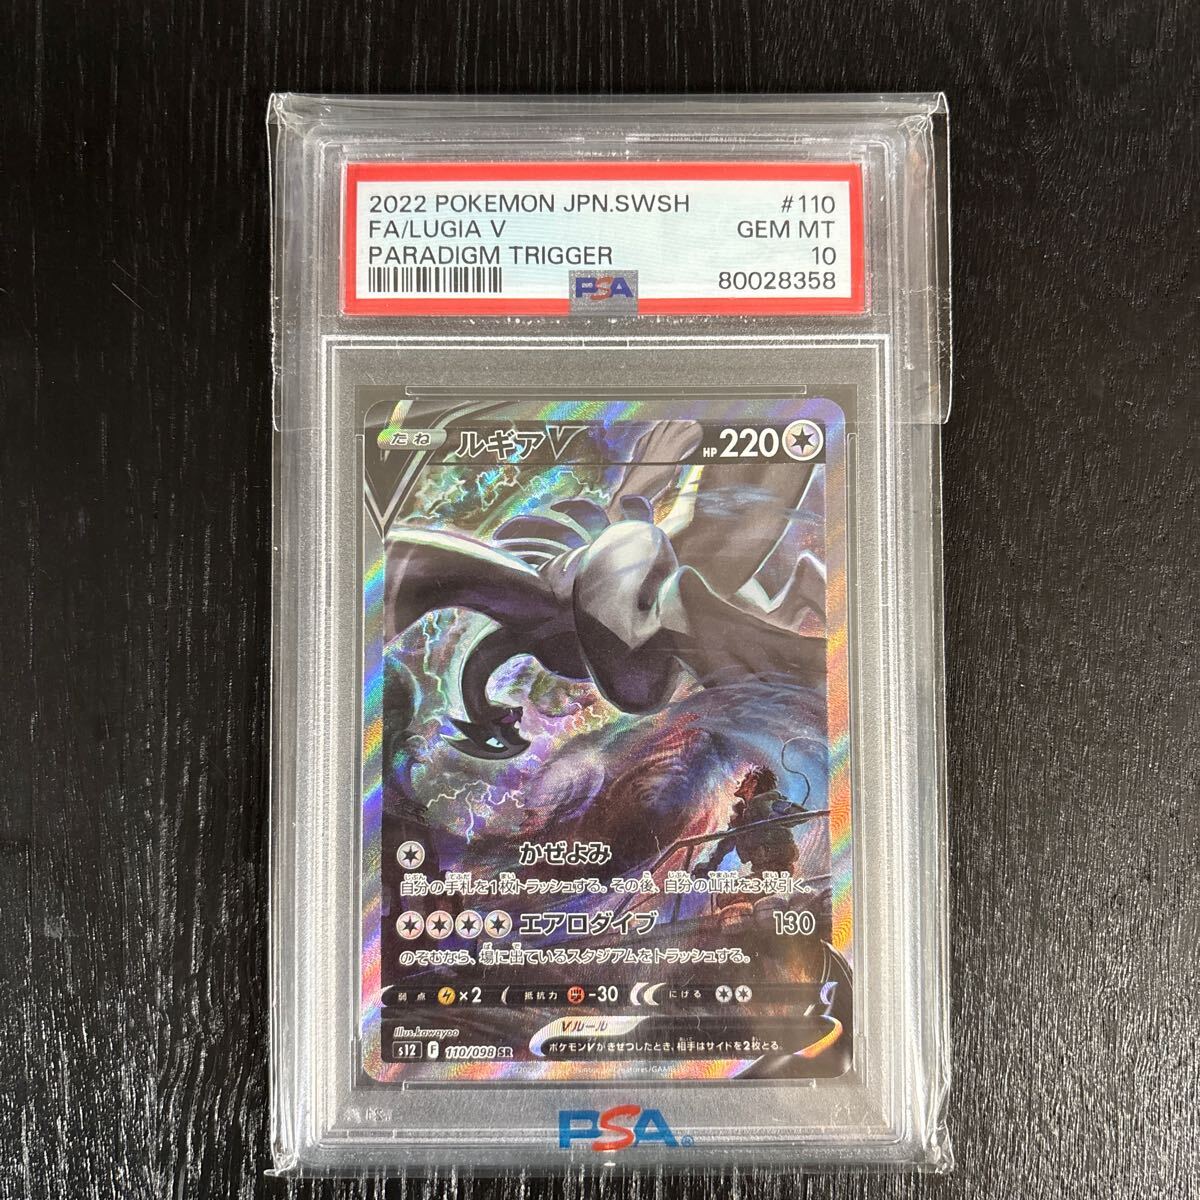 2022 POKEMON JPN.SWSH #110
FA/LUGIA V GEM MT
PARADIGM TRIGGER 10
80028358
PSA
たね ルギアV HP 220
かぜよみ
自分の手札を1枚トラッシュする。その後、自分の山札を3枚引く。
エアロダイブ 130
のぞむなら、場に出ているスタジアムをトラッシュする。
弱点 ×2 抵抗力 -30 にげる
Vルール
ポケモンVがきぜつしたとき、相手はサイドを2枚とる。
Illus.kawayoo
s12 F 110/098 SR
PSA®